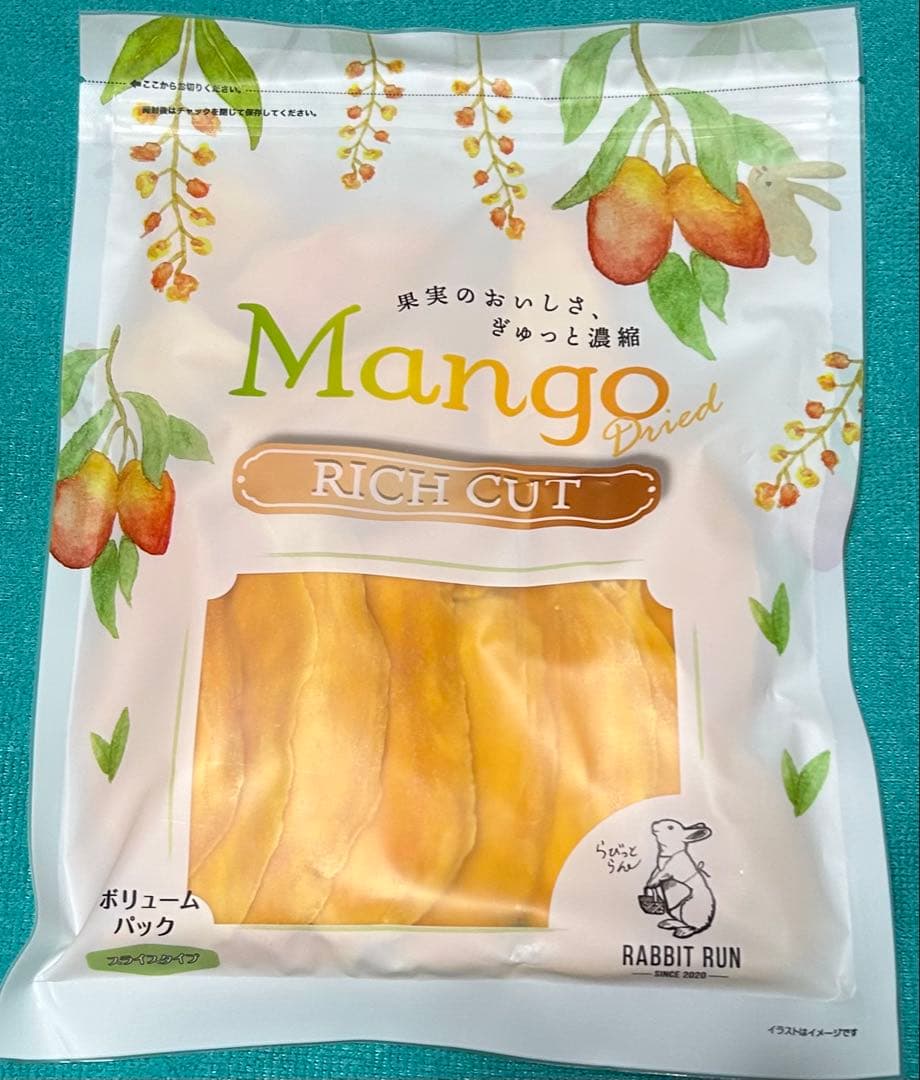 ←ここからお切りください。
開封後はチャックを閉じて保存してください。
果実のおいしさ、
ぎゅっと濃縮
Mango
Dried
RICH CUT
らびっと
らん
RABBIT RUN
SINCE 2020
ボリューム
パック
スライスタイプ
イラストはイメージです